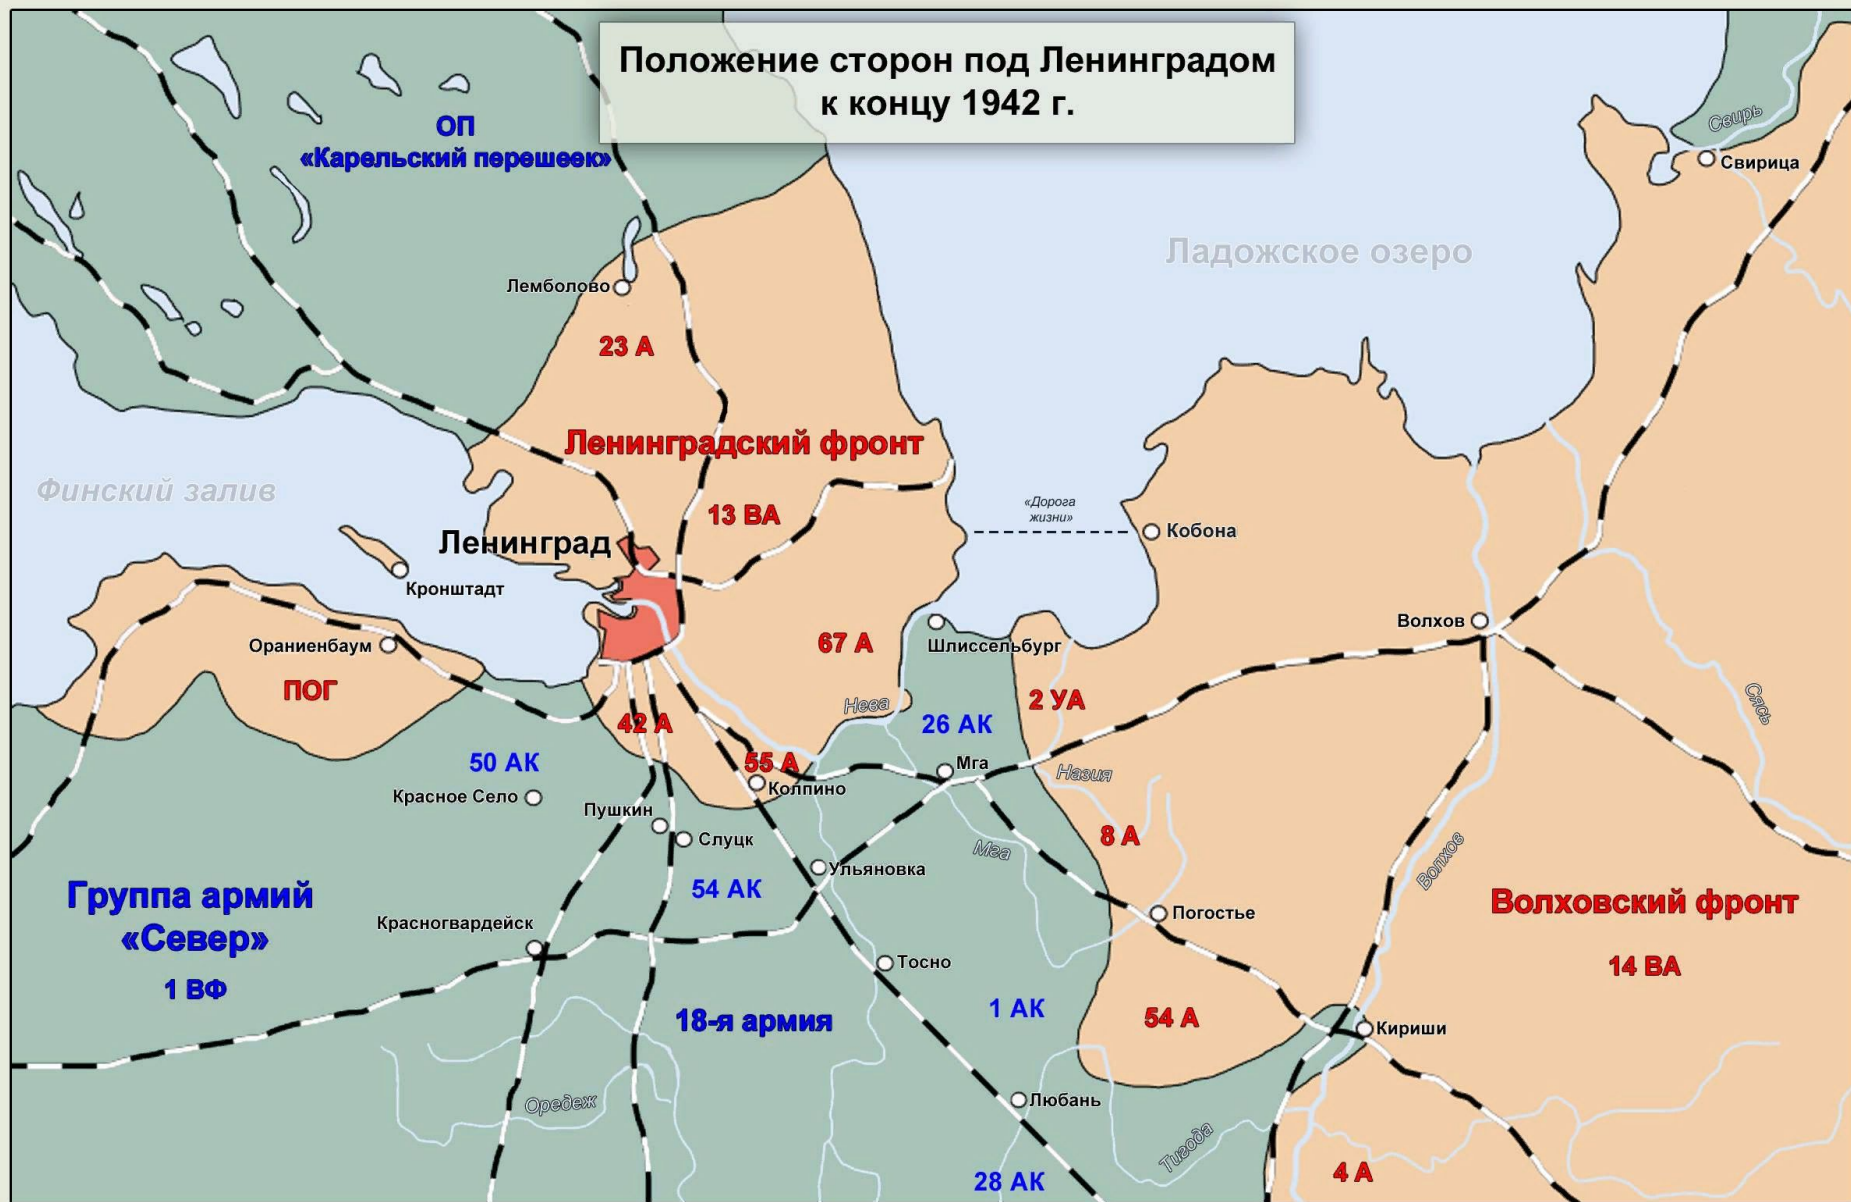 Положение сторон под Ленинградом
к концу 1942 г.
ОП
«Карельский перешеек»
Свирь
Свирица
Ладожское озеро
Лемболово
23 А
Ленинградский фронт
Финский залив
13 ВА
«Дорога
жизни»
Кобона
Ленинград
Кронштадт
Волхов
Ораниенбаум
67 А
Шлиссельбург
ПОГ
Нева
2 УА
Сясь
42 А
26 АК
50 АК
55 А
Мга
Назия
Колпино
Красное Село
Пушкин
Слуцк
8 А
Мга
Волхов
Ульяновка
54 АК
Группа армий
«Север»
1 ВФ
Красногвардейск
Погостье
Волховский фронт
14 ВА
Тосно
18-я армия
1 АК
54 А
Кириши
Оредеж
Любань
Тигода
28 АК
4 А